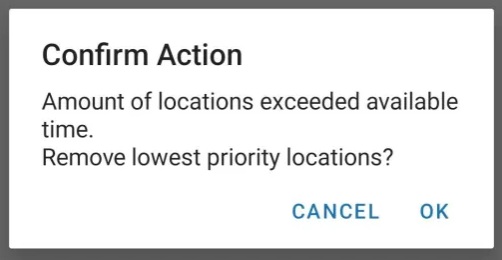 Confirm Action
Amount of locations exceeded available
time.
Remove lowest priority locations?
CANCEL OK